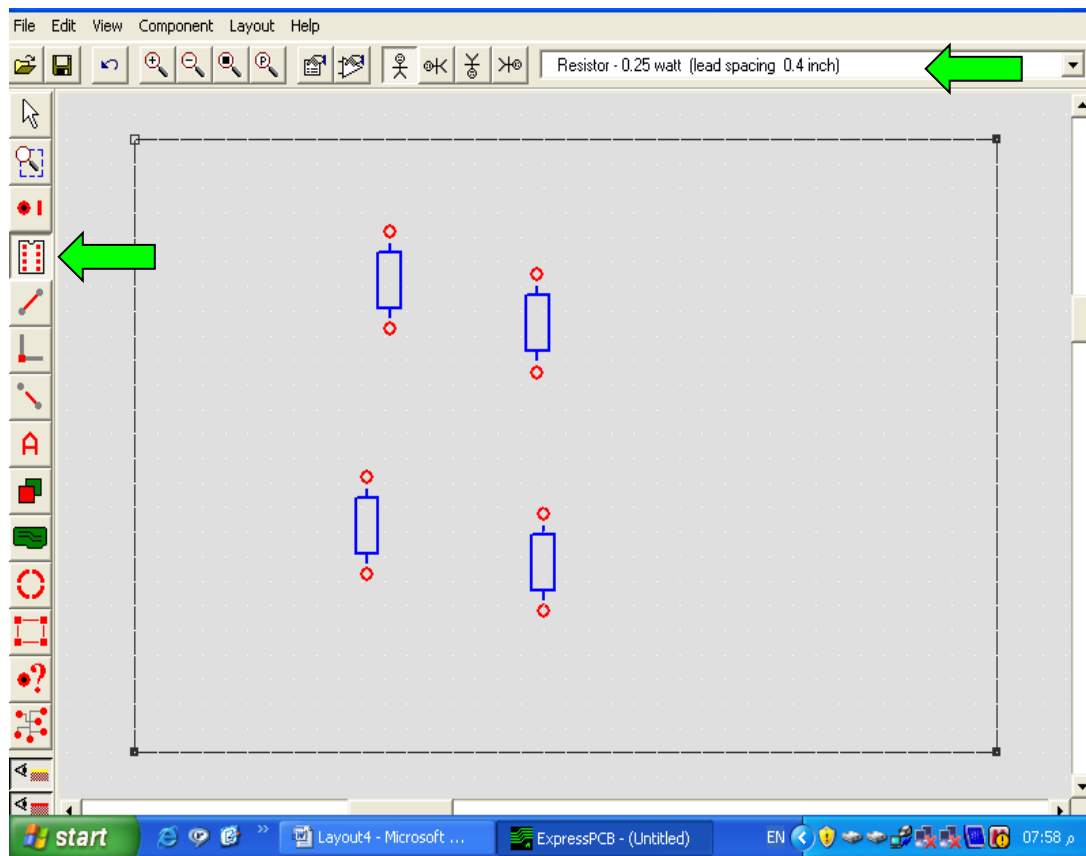 File Edit View Component Layout Help
Resistor - 0.25 watt (lead spacing 0.4 inch)
start
»
Layout4 - Microsoft ...
ExpressPCB - (Untitled)
EN
07:58 م